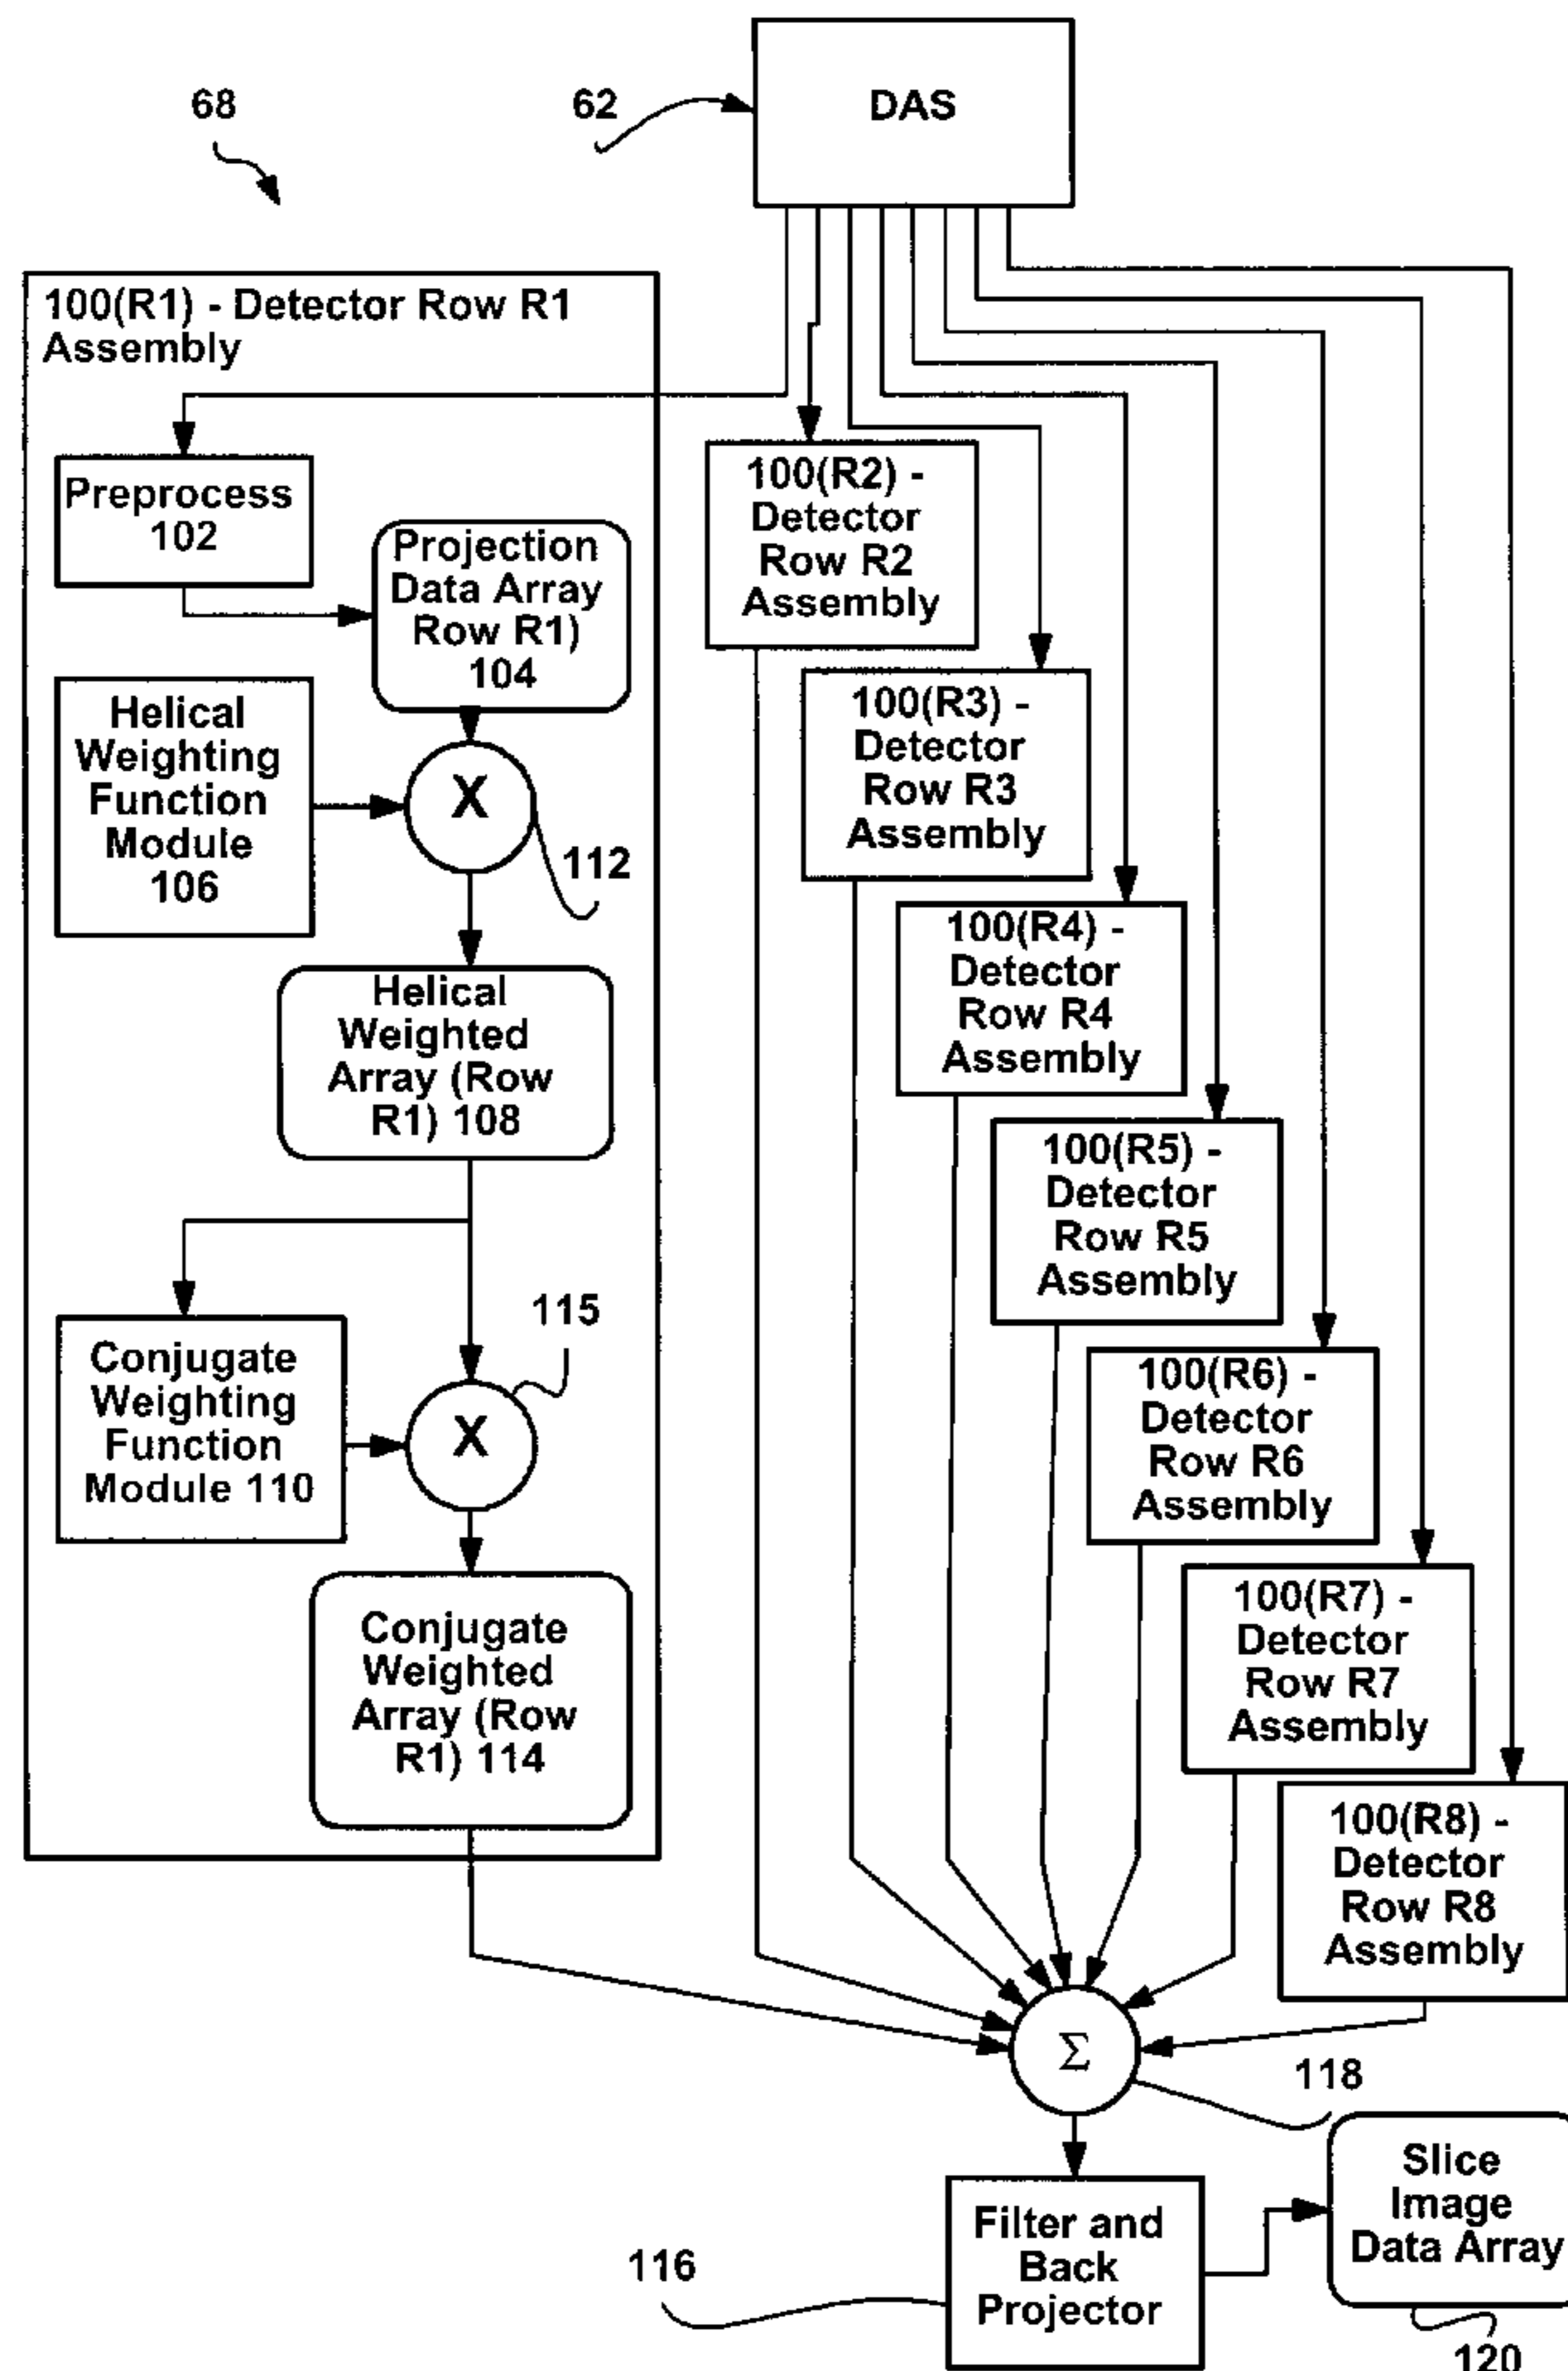 68
62
DAS
100(R1) - Detector Row R1
Assembly
Preprocess
102
Projection
Data Array
Row R1)
104
Helical
Weighting
Function
Module
106
X
112
Helical
Weighted
Array (Row
R1) 108
115
Conjugate
Weighting
Function
Module 110
X
Conjugate
Weighted
Array (Row
R1) 114
100(R2) -
Detector
Row R2
Assembly
100(R3) -
Detector
Row R3
Assembly
100(R4) -
Detector
Row R4
Assembly
100(R5) -
Detector
Row R5
Assembly
100(R6) -
Detector
Row R6
Assembly
100(R7) -
Detector
Row R7
Assembly
100(R8) -
Detector
Row R8
Assembly
Σ
118
Filter and
Back
Projector
116
Slice
Image
Data Array
120